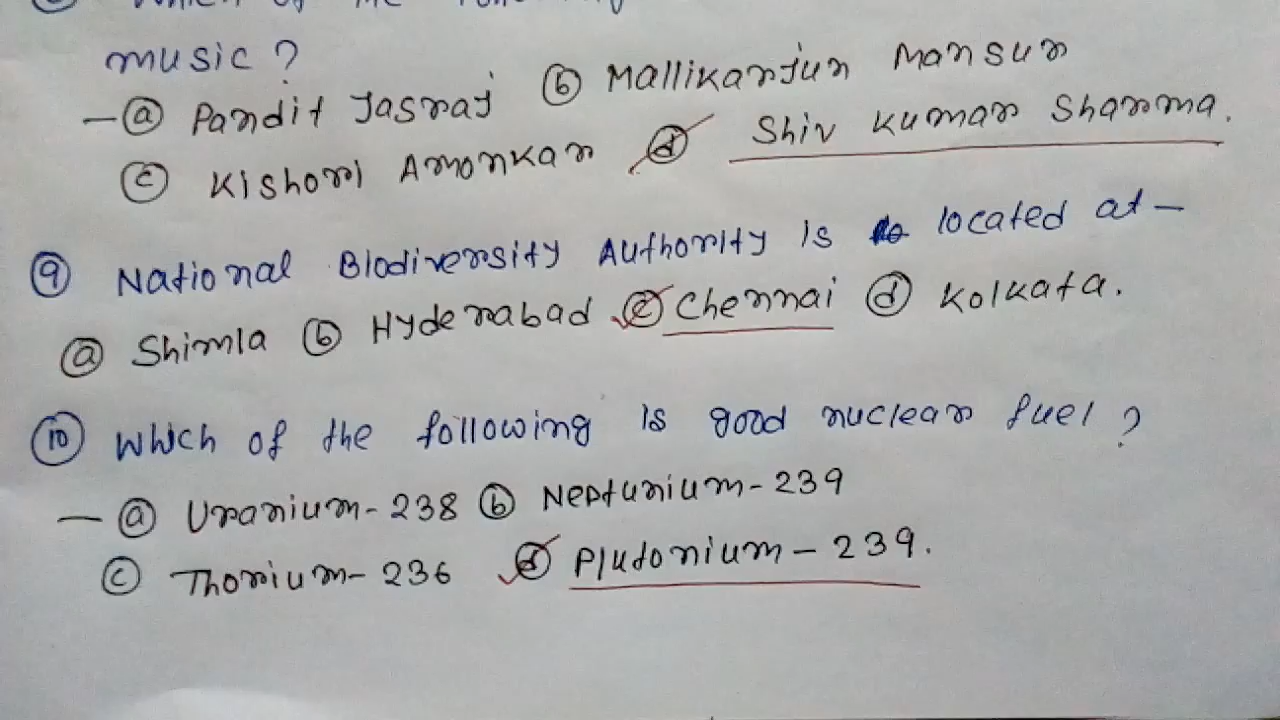 music ?
— ⓐ Pandit Jasraj ⓑ Mallikarjun Mansur
ⓒ Kishori Amonkar ⓓ Shiv Kumar Sharma.
⑨ National Biodiversity Authority is located at —
ⓐ Shimla ⓑ Hyderabad ⓒ Chennai ⓓ Kolkata.
⑩ Which of the following is good nuclear fuel ?
— ⓐ Uranium - 238 ⓑ Neptunium - 239
ⓒ Thorium - 236 ⓓ Plutonium - 239.